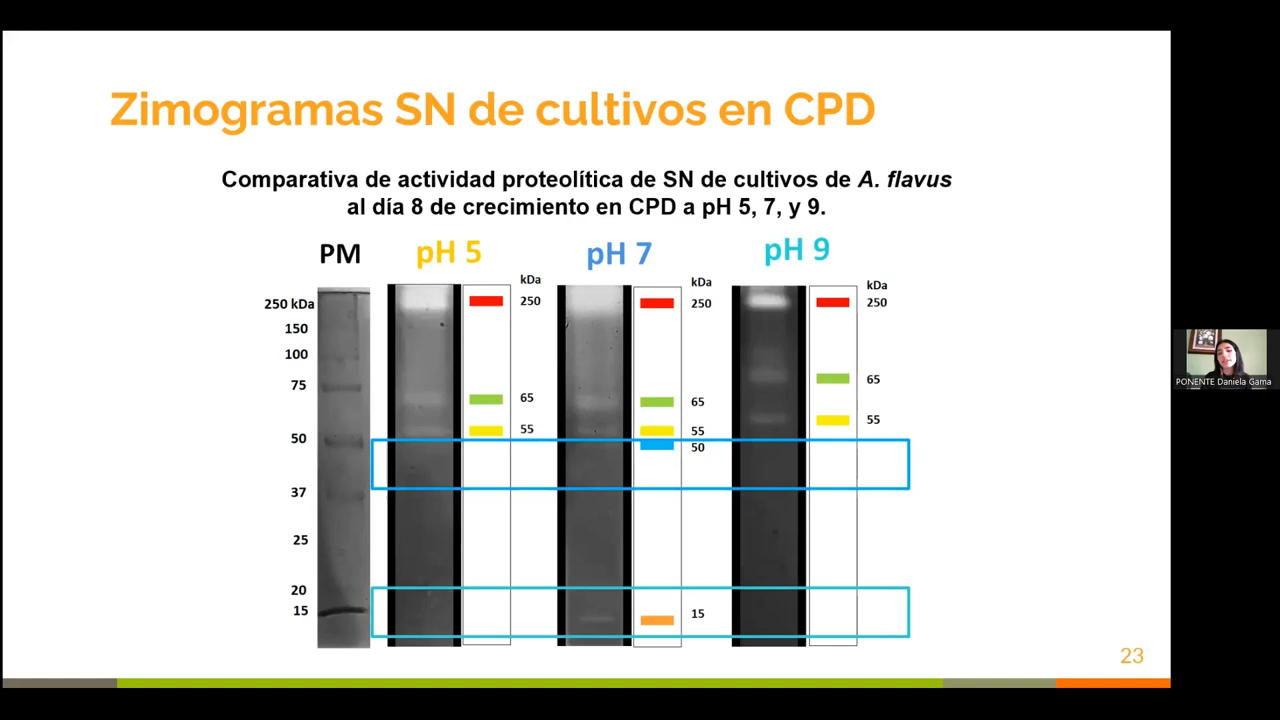 Zimogramas SN de cultivos en CPD
Comparativa de actividad proteolítica de SN de cultivos de A. flavus
al día 8 de crecimiento en CPD a pH 5, 7, y 9.
PM
pH 5
pH 7
pH 9
250 kDa
150
100
75
50
37
25
20
15
kDa
250
65
55
kDa
250
65
55
50
15
kDa
250
65
55
PONENTE Daniela Gama
23